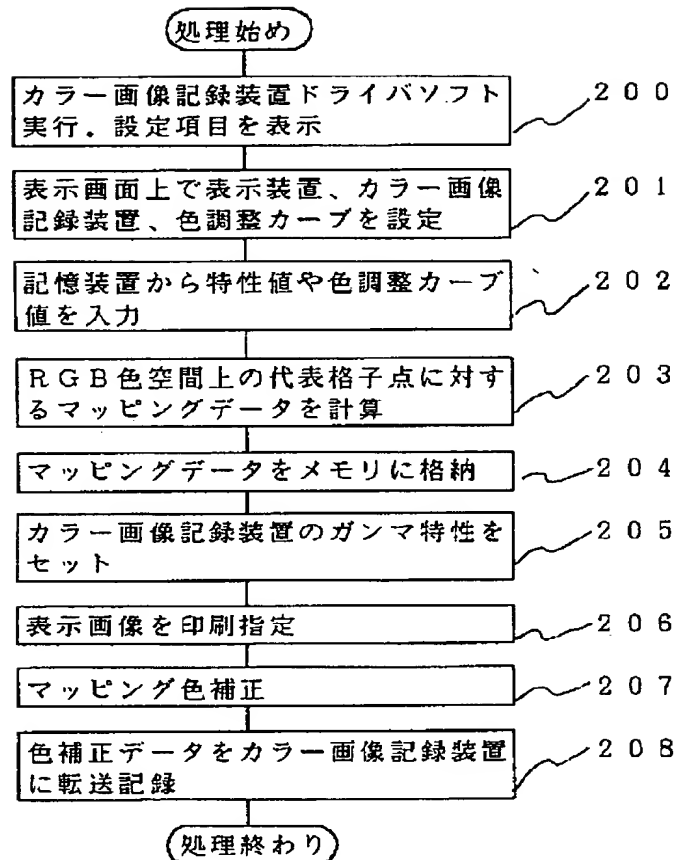 処理始め
カラー画像記録装置ドライバソフト
実行．設定項目を表示
200
表示画面上で表示装置、カラー画像
記録装置、色調整カーブを設定
201
記憶装置から特性値や色調整カーブ
値を入力
202
RGB色空間上の代表格子点に対す
るマッピングデータを計算
203
マッピングデータをメモリに格納
204
カラー画像記録装置のガンマ特性を
セット
205
表示画像を印刷指定
206
マッピング色補正
207
色補正データをカラー画像記録装置
に転送記録
208
処理終わり